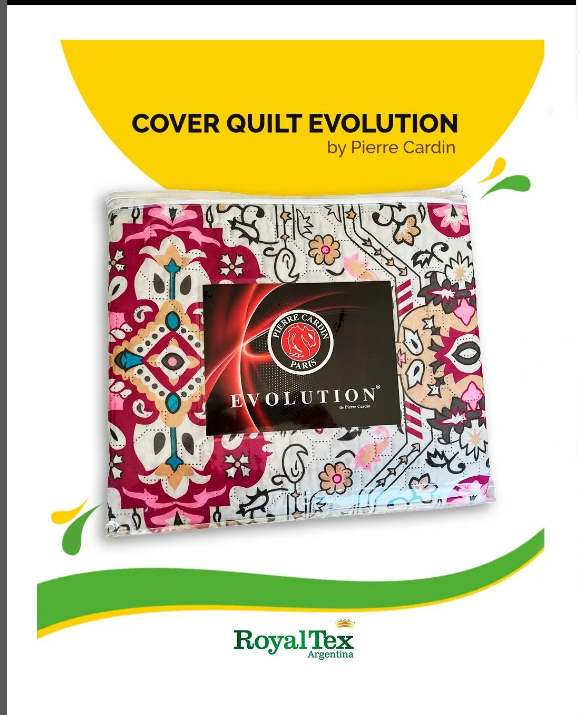 COVER QUILT EVOLUTION
by Pierre Cardin
PIERRE CARDIN
PARIS
EVOLUTION®
de Pierre Cardin
RoyalTex
Argentina